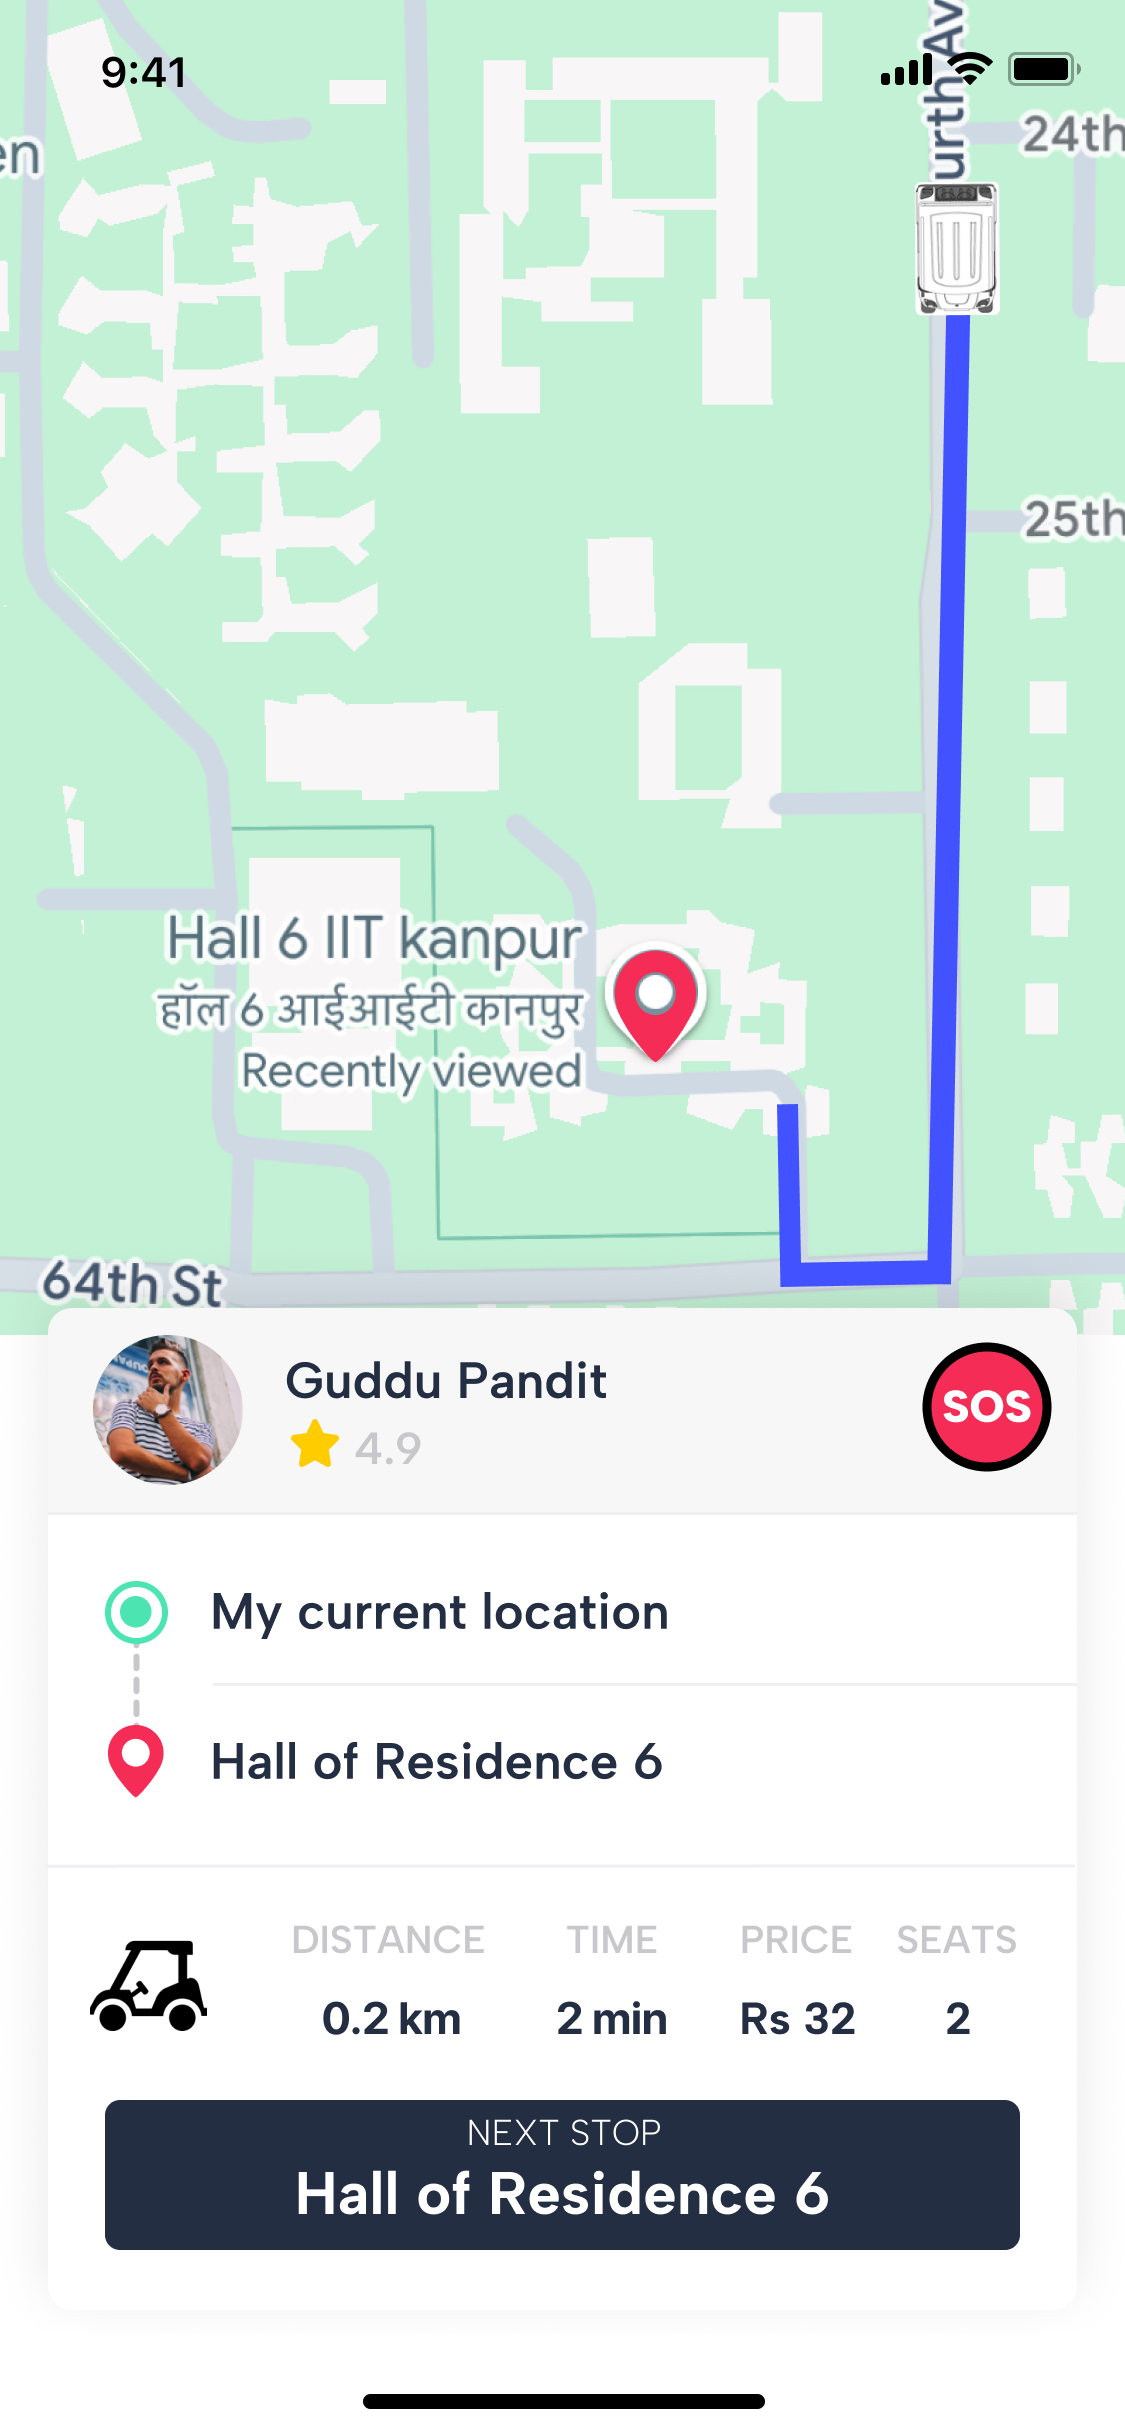 9:41
urth Av
24th
en
25th
Hall 6 IIT kanpur
हॉल 6 आईआईटी कानपुर
Recently viewed
64th St
Guddu Pandit
4.9
SOS
My current location
Hall of Residence 6
DISTANCE TIME PRICE SEATS
0.2 km 2 min Rs 32 2
NEXT STOP
Hall of Residence 6